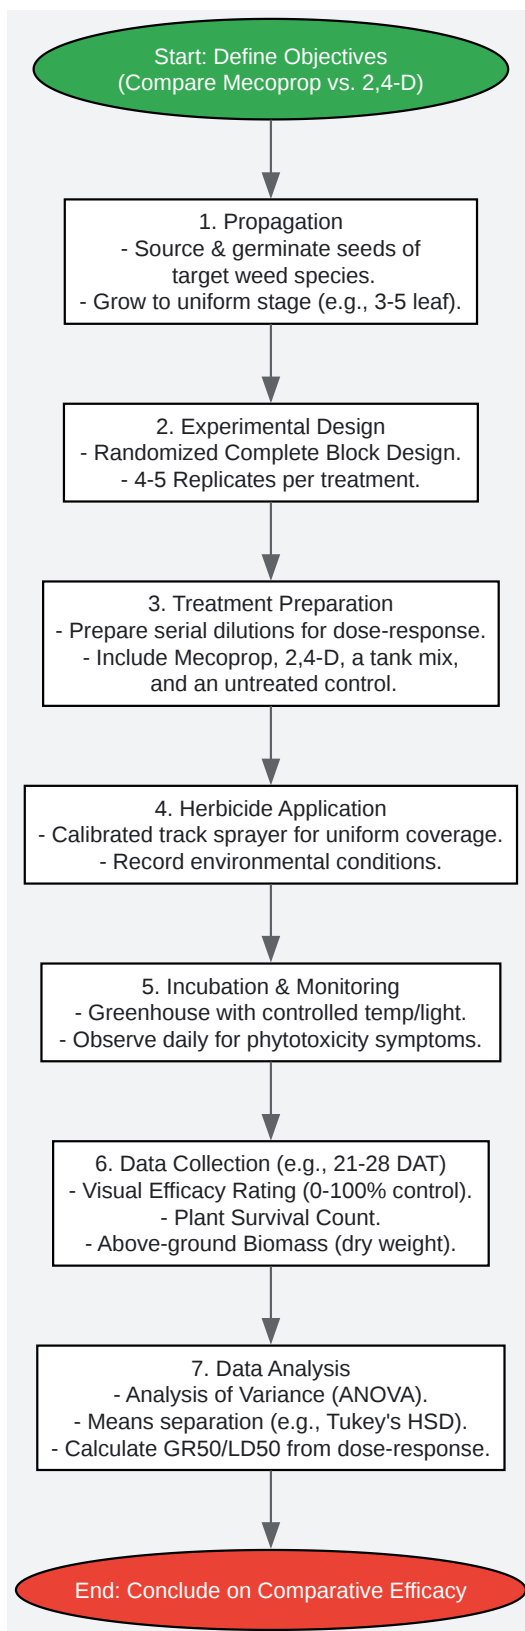 Start: Define Objectives
(Compare Mecoprop vs. 2,4-D)
1. Propagation
- Source & germinate seeds of
target weed species.
- Grow to uniform stage (e.g., 3-5 leaf).
2. Experimental Design
- Randomized Complete Block Design.
- 4-5 Replicates per treatment.
3. Treatment Preparation
- Prepare serial dilutions for dose-response.
- Include Mecoprop, 2,4-D, a tank mix,
and an untreated control.
4. Herbicide Application
- Calibrated track sprayer for uniform coverage.
- Record environmental conditions.
5. Incubation & Monitoring
- Greenhouse with controlled temp/light.
- Observe daily for phytotoxicity symptoms.
6. Data Collection (e.g., 21-28 DAT)
- Visual Efficacy Rating (0-100% control).
- Plant Survival Count.
- Above-ground Biomass (dry weight).
7. Data Analysis
- Analysis of Variance (ANOVA).
- Means separation (e.g., Tukey's HSD).
- Calculate GR50/LD50 from dose-response.
End: Conclude on Comparative Efficacy